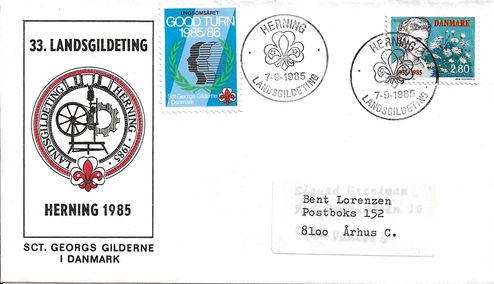 33. LANDSGILDETING
LANDSGILDETING I HERNING · 1985 ·
HERNING 1985
SCT. GEORGS GILDERNE
I DANMARK
UNGDOMSÅRET
GOOD TURN
1985/86
Sct. Georgs Gilderne
i Danmark
HERNING
7-9-1985
LANDSGILDETING
DANMARK
1985
2.80
HERNING
7-9-1985
LANDSGILDETING
Bent Lorenzen
Postboks 152
8100 Århus C.